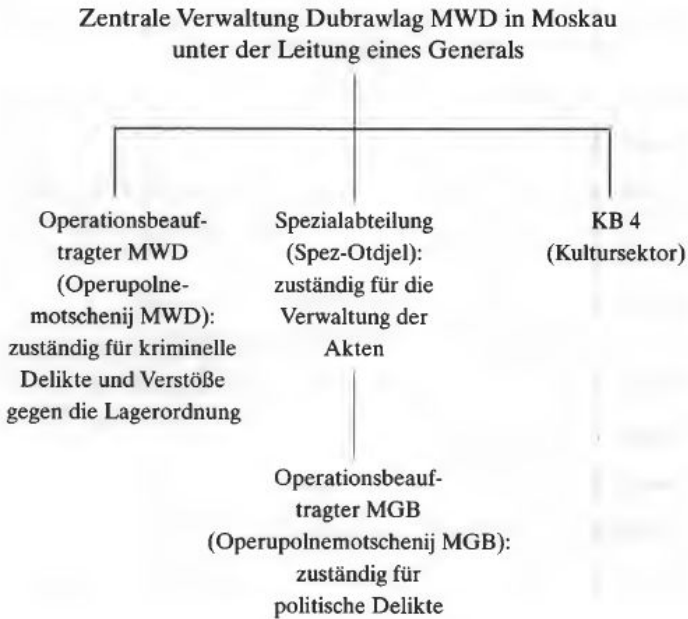 Zentrale Verwaltung Dubrawlag MWD in Moskau
unter der Leitung eines Generals
Operationsbeauf-
tragter MWD
(Operupolne-
motschenij MWD):
zuständig für kriminelle
Delikte und Verstöße
gegen die Lagerordnung
Spezialabteilung
(Spez-Otdjel):
zuständig für die
Verwaltung der
Akten
KB 4
(Kultursektor)
Operationsbeauf-
tragter MGB
(Operupolnemotschenij MGB):
zuständig für
politische Delikte